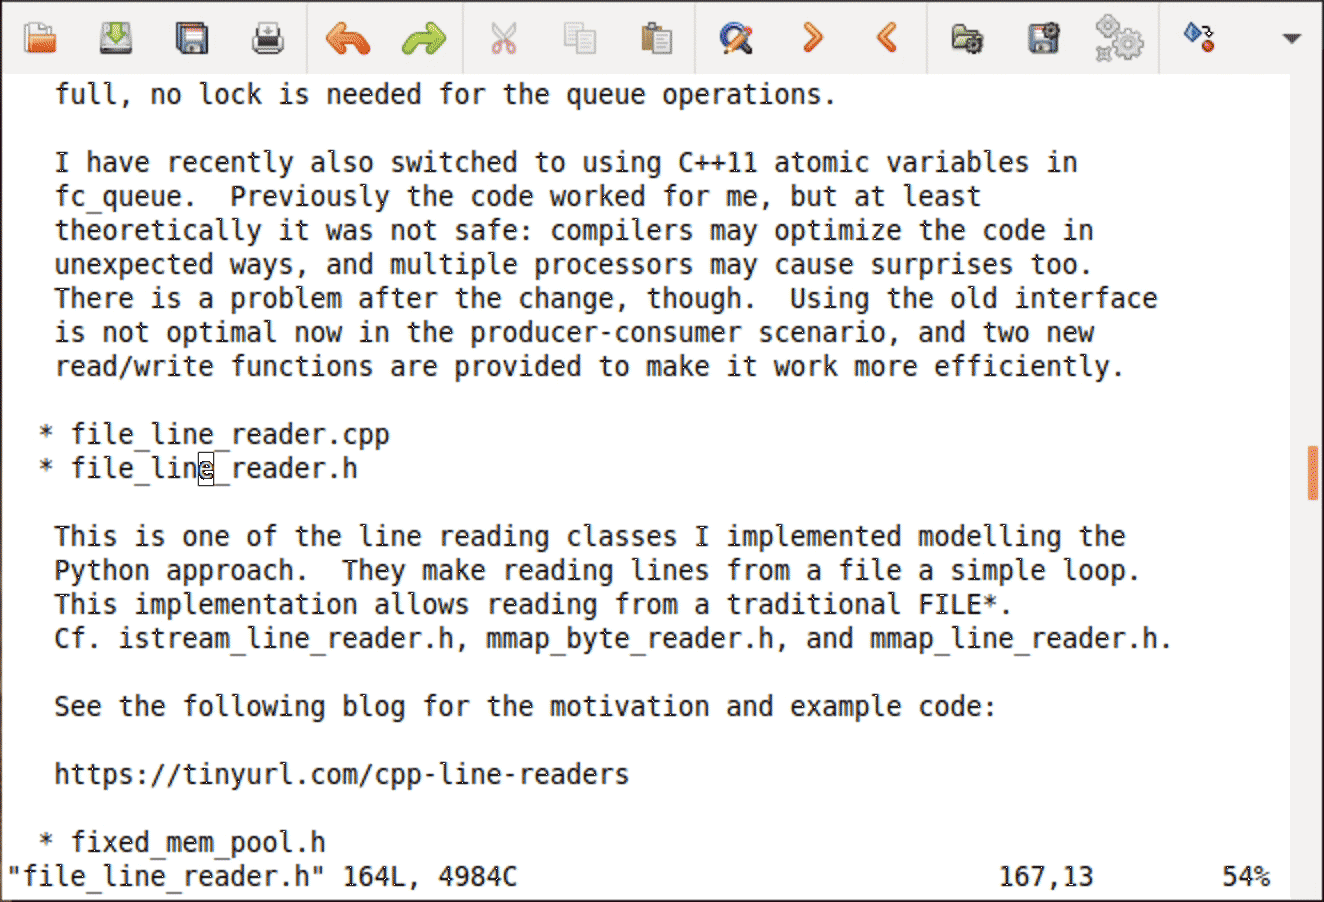 full, no lock is needed for the queue operations.
I have recently also switched to using C++11 atomic variables in
fc_queue.  Previously the code worked for me, but at least
theoretically it was not safe: compilers may optimize the code in
unexpected ways, and multiple processors may cause surprises too.
There is a problem after the change, though.  Using the old interface
is not optimal now in the producer-consumer scenario, and two new
read/write functions are provided to make it work more efficiently.
* file_line_reader.cpp
* file_line_reader.h
This is one of the line reading classes I implemented modelling the
Python approach.  They make reading lines from a file a simple loop.
This implementation allows reading from a traditional FILE*.
Cf. istream_line_reader.h, mmap_byte_reader.h, and mmap_line_reader.h.
See the following blog for the motivation and example code:
https://tinyurl.com/cpp-line-readers
* fixed_mem_pool.h
"file_line_reader.h" 164L, 4984C 167,13 54%